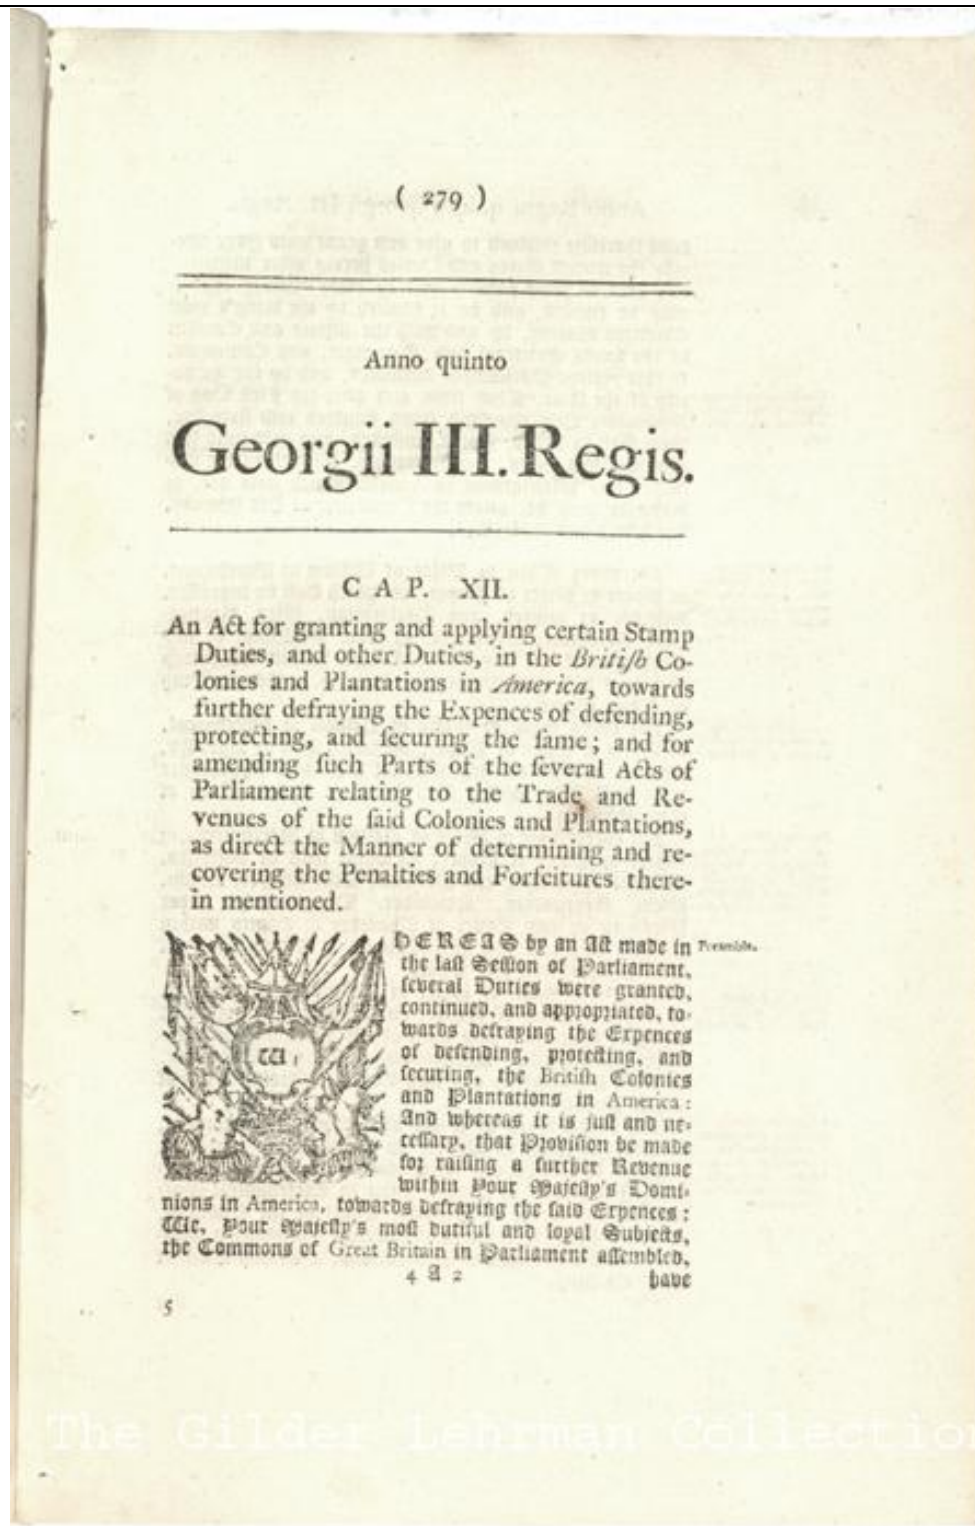 ( 279 )
Anno quinto
Georgii III. Regis.
CAP. XII.
An Act for granting and applying certain Stamp
Duties, and other Duties, in the British Co-
lonies and Plantations in America, towards
further defraying the Expences of defending,
protecting, and securing the same; and for
amending such Parts of the several Acts of
Parliament relating to the Trade and Re-
venues of the said Colonies and Plantations,
as direct the Manner of determining and re-
covering the Penalties and Forfeitures there-
in mentioned.
WHEREAS by an Act made in
Preamble.
the last Session of Parliament,
several Duties were granted,
continued, and appropriated, to-
wards defraying the Expences
of defending, protecting, and
securing, the British Colonies
and Plantations in America:
And whereas it is just and ne-
cessary, that Provision be made
for raising a further Revenue
within Your Majesty's Domi-
nions in America, towards defraying the said Expences:
We, Your Majesty's most dutiful and loyal Subjects,
the Commons of Great Britain in Parliament assembled,
4 A 2 have
5
The Gilder Lehrman Collection